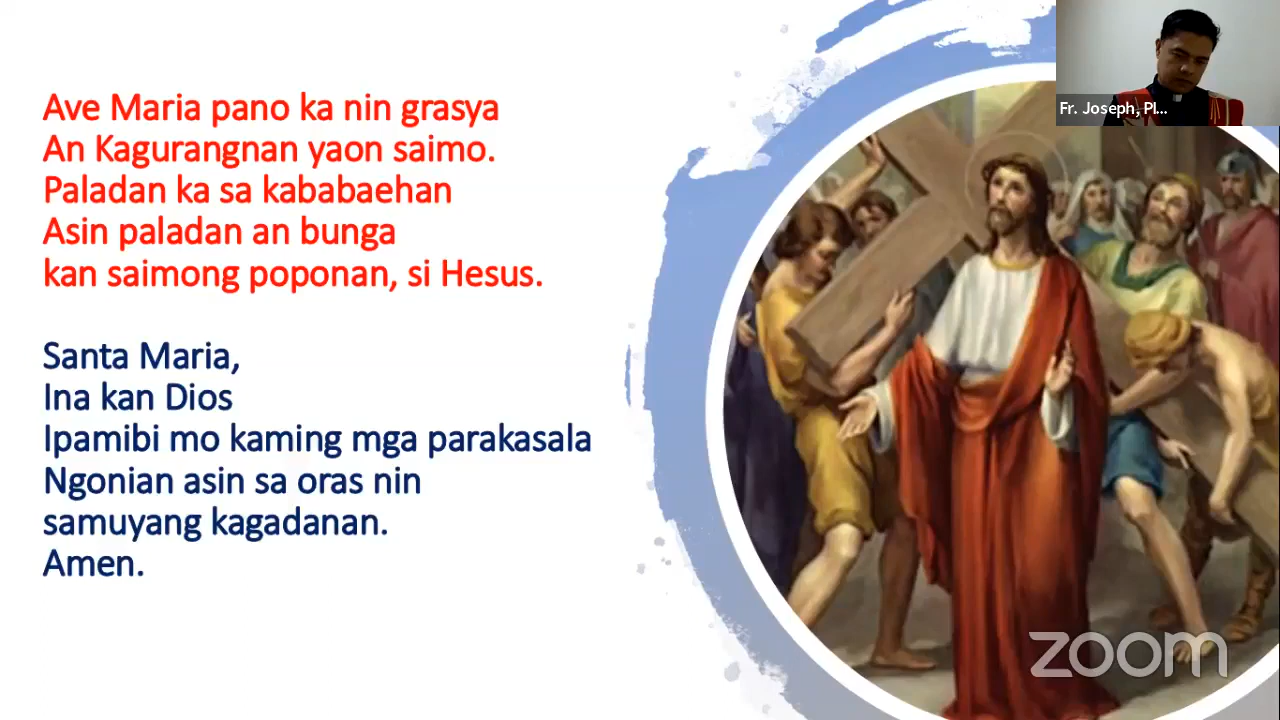 Ave Maria pano ka nin grasya
An Kagurangnan yaon saimo.
Paladan ka sa kababaehan
Asin paladan an bunga
kan saimong poponan, si Hesus.
Santa Maria,
Ina kan Dios
Ipamibi mo kaming mga parakasala
Ngonian asin sa oras nin
samuyang kagadanan.
Amen.
Fr. Joseph, Pl...
zoom